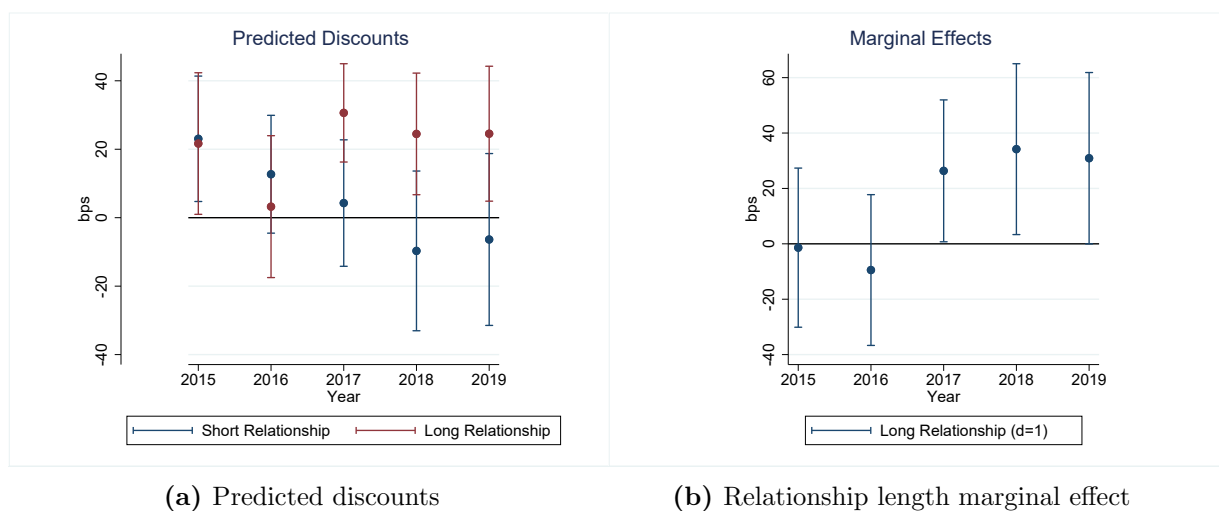 Predicted Discounts
40
20
0
-20
-40
bps
2015 2016 2017 2018 2019
Year
Short Relationship Long Relationship
Marginal Effects
60
40
20
0
-20
-40
bps
2015 2016 2017 2018 2019
Year
Long Relationship (d=1)
(a) Predicted discounts
(b) Relationship length marginal effect